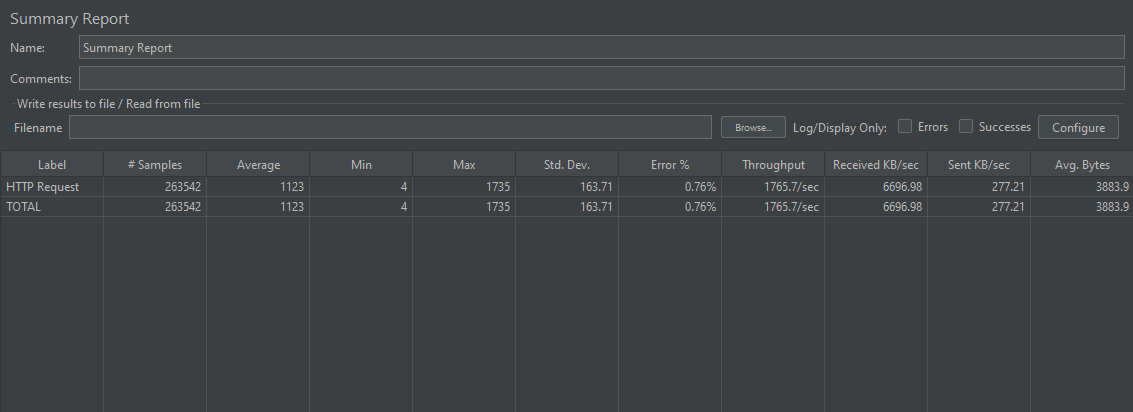 Summary Report
Name: Summary Report
Comments:
Write results to file / Read from file
Filename Browse... Log/Display Only: Errors Successes Configure
Label # Samples Average Min Max Std. Dev. Error % Throughput Received KB/sec Sent KB/sec Avg. Bytes
HTTP Request 263542 1123 4 1735 163.71 0.76% 1765.7/sec 6696.98 277.21 3883.9
TOTAL 263542 1123 4 1735 163.71 0.76% 1765.7/sec 6696.98 277.21 3883.9